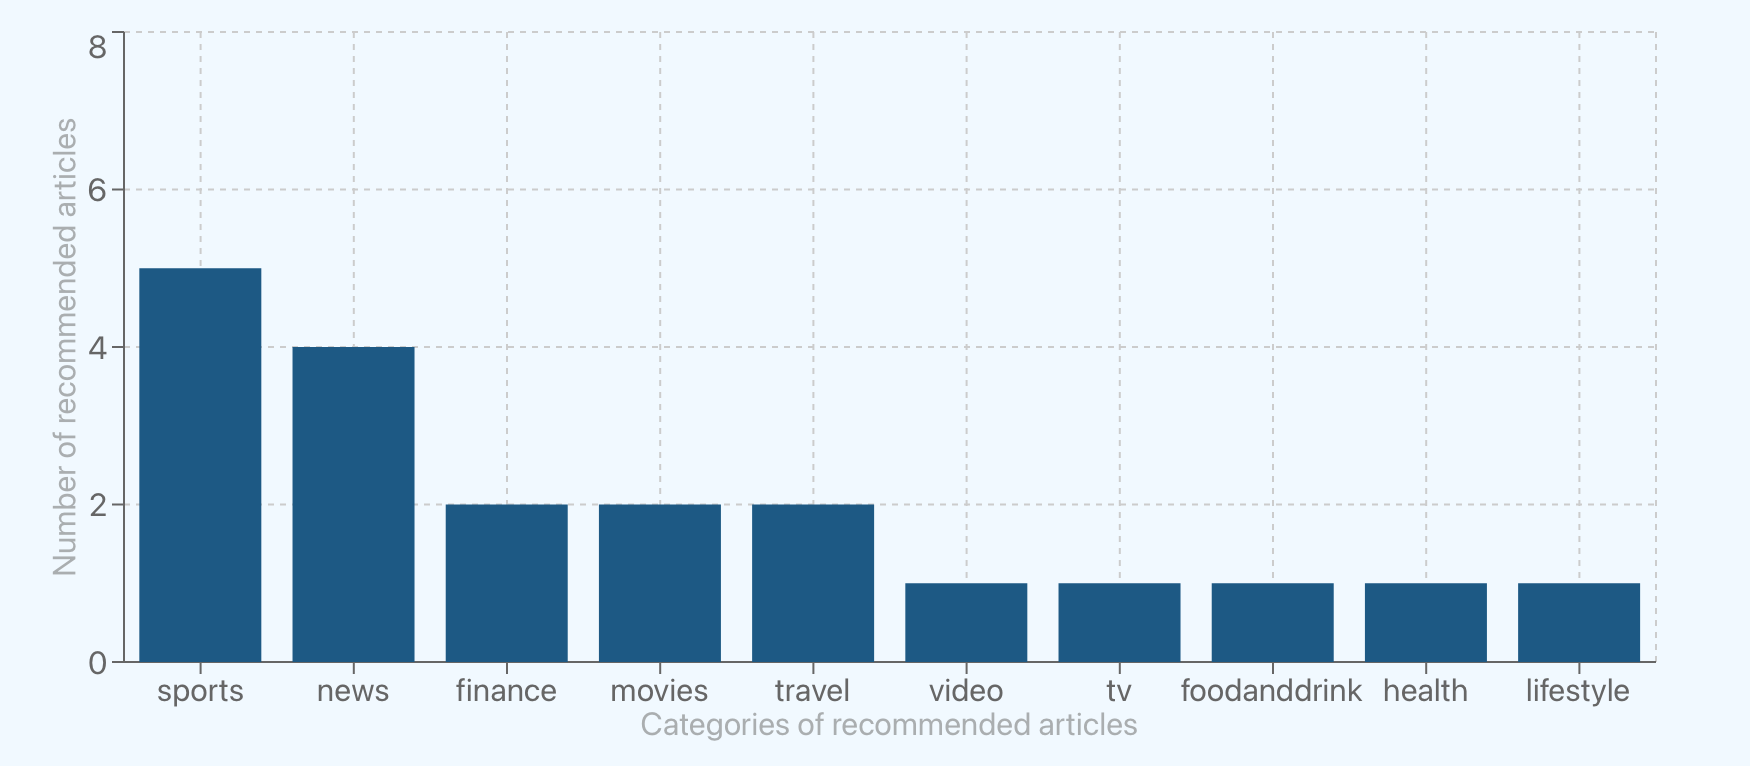 8
6
4
2
0
Number of recommended articles
sports news finance movies travel video tv foodanddrink health lifestyle
Categories of recommended articles